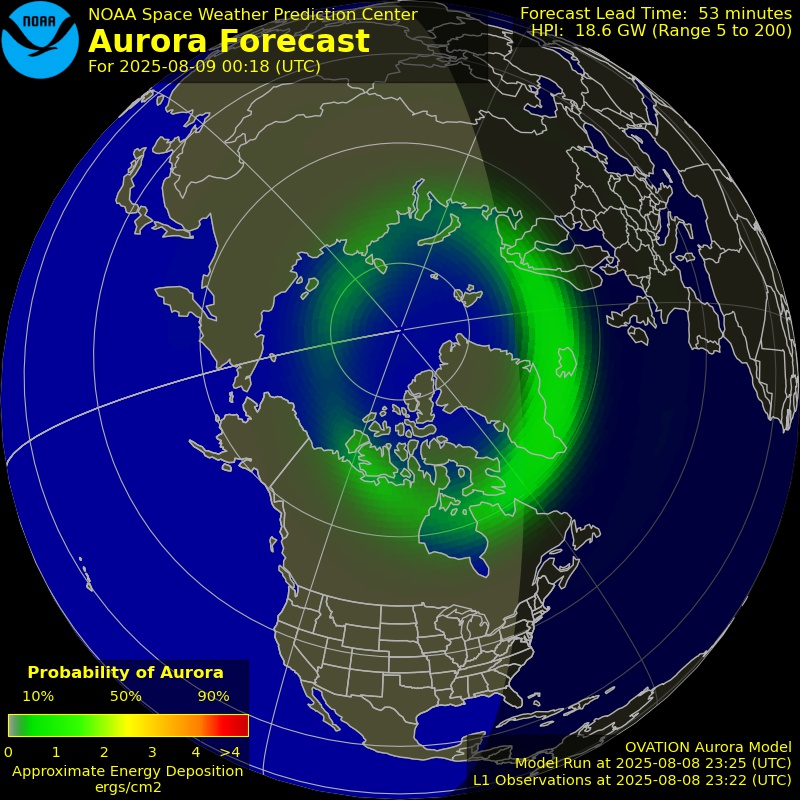 NOAA
NOAA Space Weather Prediction Center
Aurora Forecast
For 2025-08-09 00:18 (UTC)
Forecast Lead Time: 53 minutes
HPI: 18.6 GW (Range 5 to 200)
Probability of Aurora
10% 50% 90%
0 1 2 3 4 >4
Approximate Energy Deposition
ergs/cm2
OVATION Aurora Model
Model Run at 2025-08-08 23:25 (UTC)
L1 Observations at 2025-08-08 23:22 (UTC)